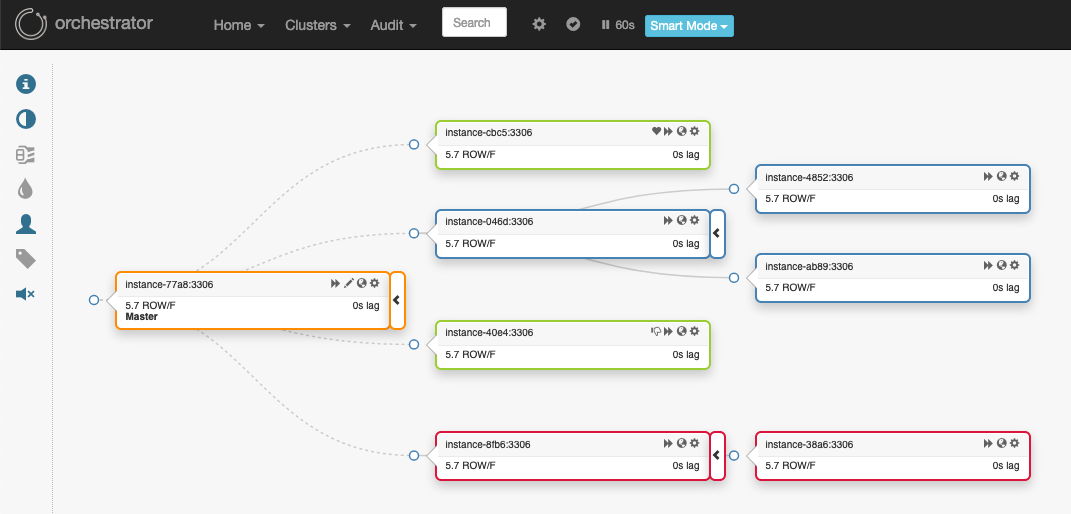 orchestrator
Home
Clusters
Audit
Search
60s
Smart Mode
instance-cbc5:3306
5.7 ROW/F 0s lag
instance-4852:3306
5.7 ROW/F 0s lag
instance-046d:3306
5.7 ROW/F 0s lag
instance-ab89:3306
5.7 ROW/F 0s lag
instance-77a8:3306
5.7 ROW/F 0s lag
Master
instance-40e4:3306
5.7 ROW/F 0s lag
instance-8fb6:3306
5.7 ROW/F 0s lag
instance-38a6:3306
5.7 ROW/F 0s lag